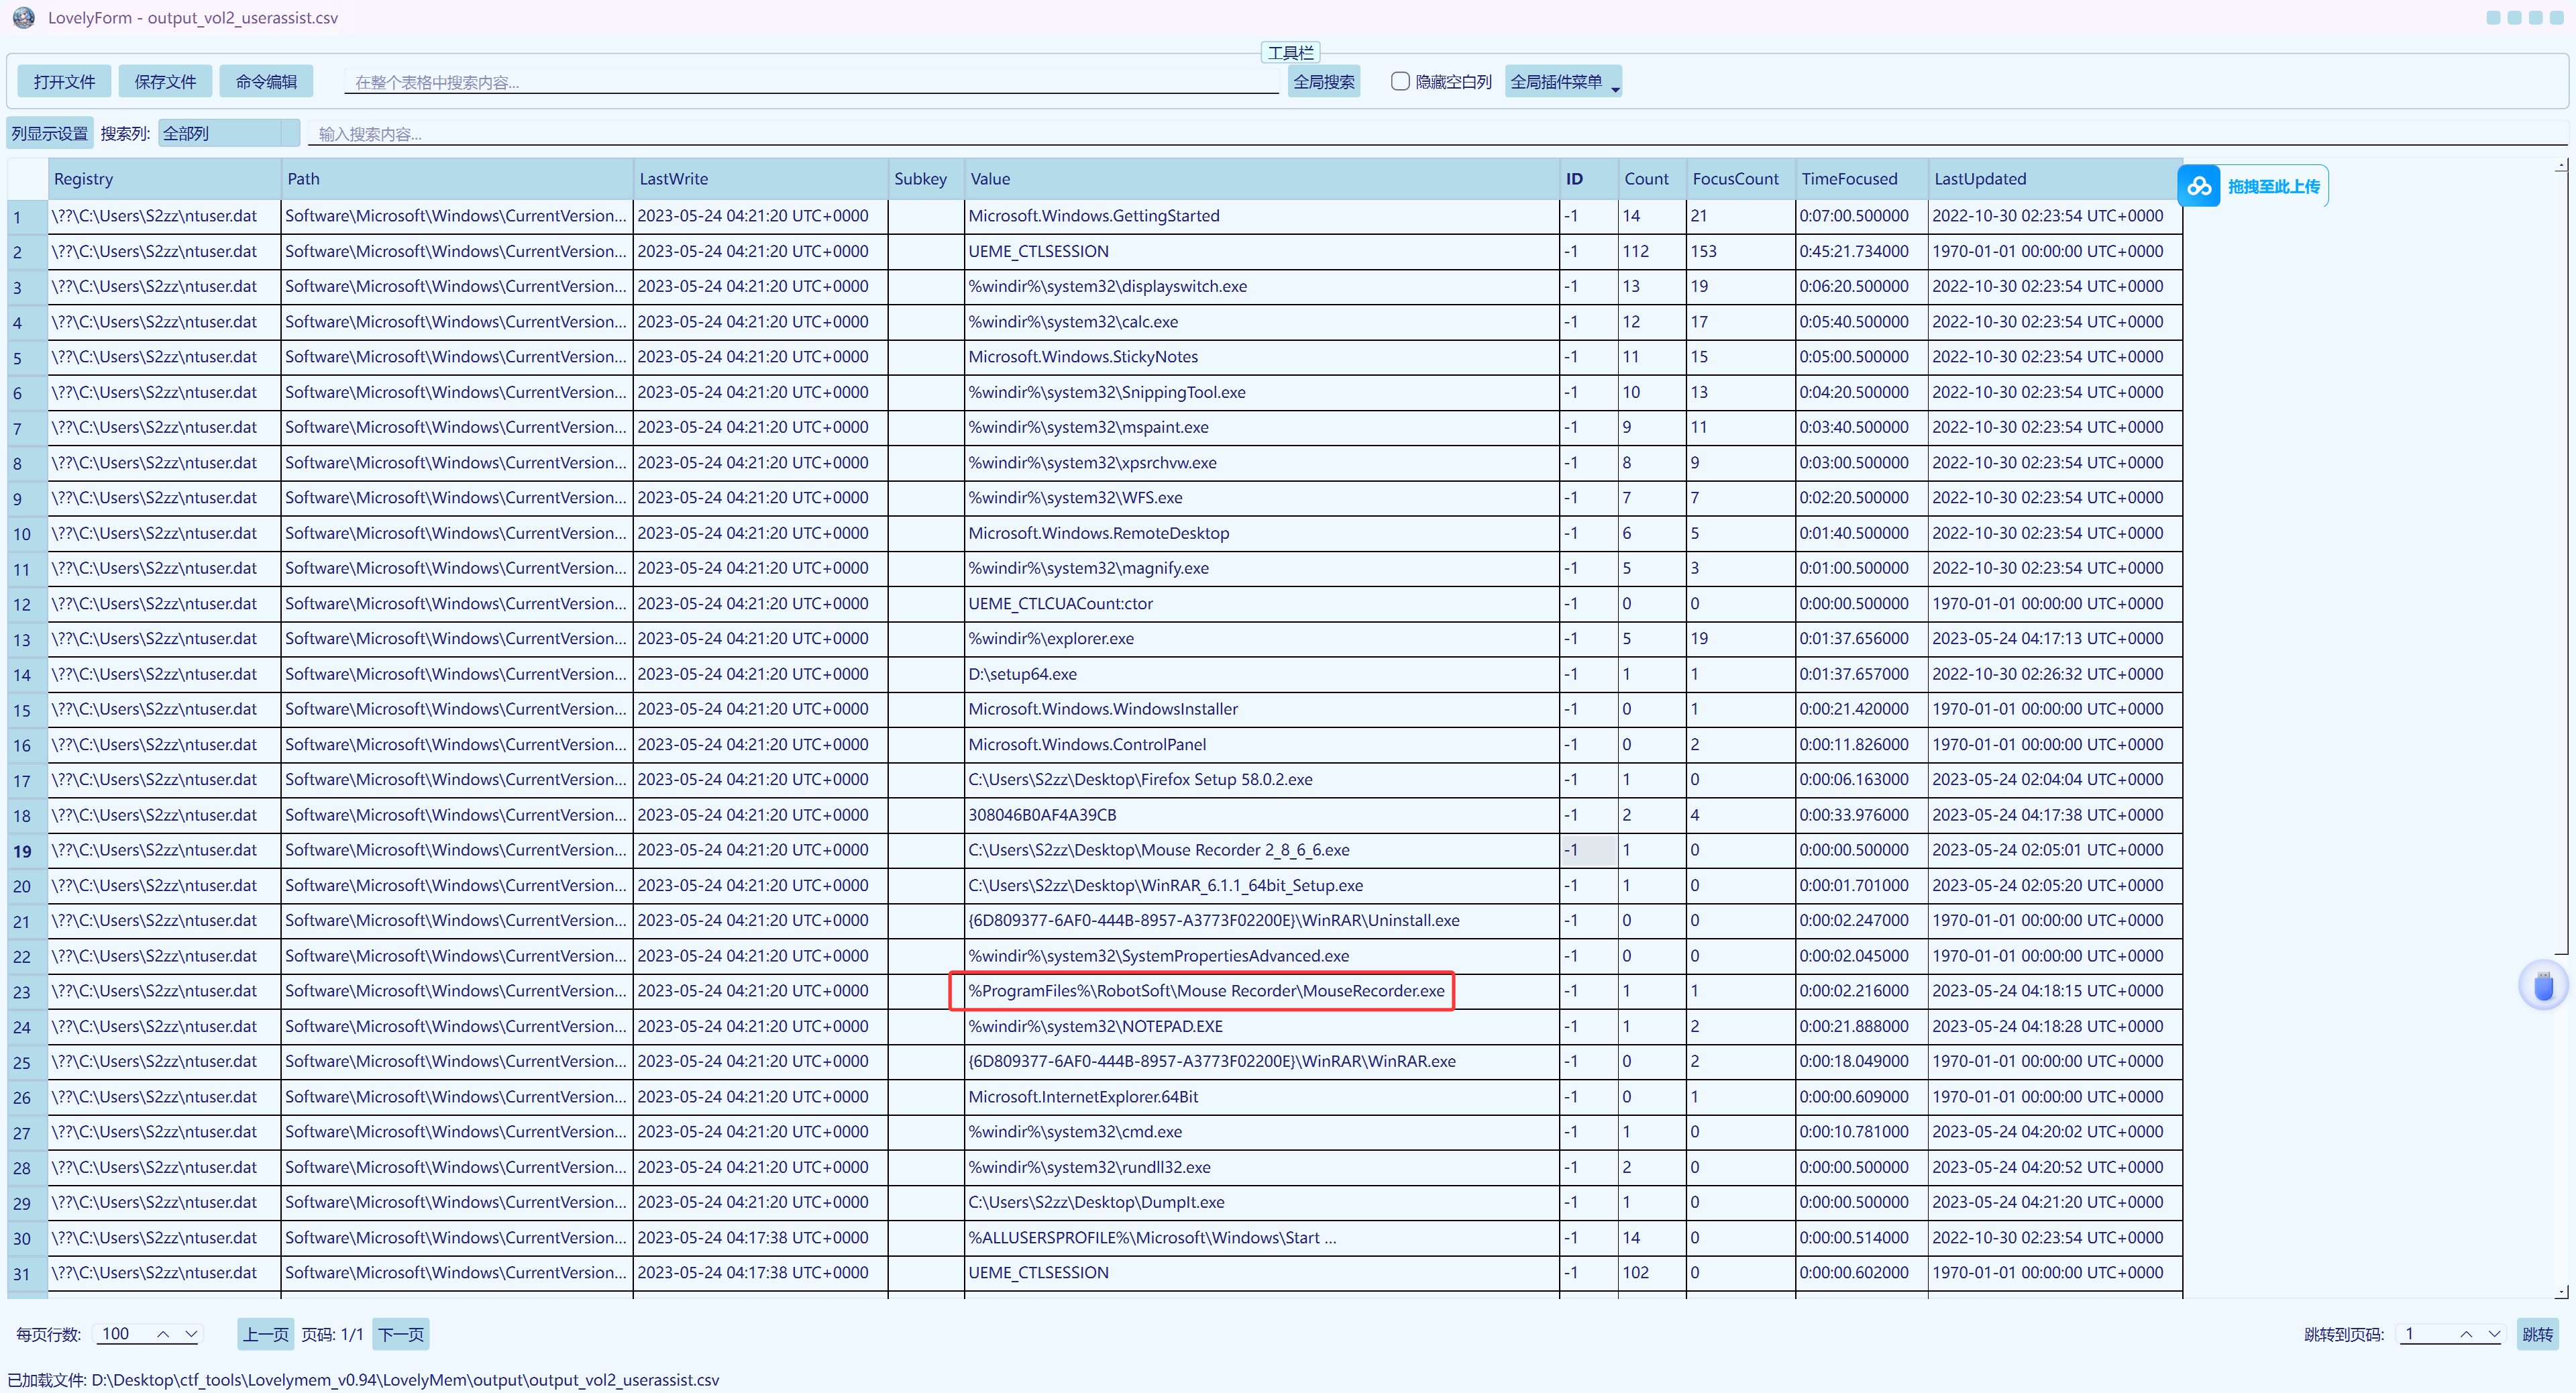 LovelyForm - output_vol2_userassist.csv
工具栏
打开文件 保存文件 命令编辑 在整个表格中搜索内容... 全局搜索 隐藏空白列 全局插件菜单
列显示设置 搜索列: 全部列 输入搜索内容...
Registry Path LastWrite Subkey Value ID Count FocusCount TimeFocused LastUpdated
拖拽至此上传
1 \??\C:\Users\S2zz\ntuser.dat Software\Microsoft\Windows\CurrentVersion... 2023-05-24 04:21:20 UTC+0000 Microsoft.Windows.GettingStarted -1 14 21 0:07:00.500000 2022-10-30 02:23:54 UTC+0000
2 \??\C:\Users\S2zz\ntuser.dat Software\Microsoft\Windows\CurrentVersion... 2023-05-24 04:21:20 UTC+0000 UEME_CTLSESSION -1 112 153 0:45:21.734000 1970-01-01 00:00:00 UTC+0000
3 \??\C:\Users\S2zz\ntuser.dat Software\Microsoft\Windows\CurrentVersion... 2023-05-24 04:21:20 UTC+0000 %windir%\system32\displayswitch.exe -1 13 19 0:06:20.500000 2022-10-30 02:23:54 UTC+0000
4 \??\C:\Users\S2zz\ntuser.dat Software\Microsoft\Windows\CurrentVersion... 2023-05-24 04:21:20 UTC+0000 %windir%\system32\calc.exe -1 12 17 0:05:40.500000 2022-10-30 02:23:54 UTC+0000
5 \??\C:\Users\S2zz\ntuser.dat Software\Microsoft\Windows\CurrentVersion... 2023-05-24 04:21:20 UTC+0000 Microsoft.Windows.StickyNotes -1 11 15 0:05:00.500000 2022-10-30 02:23:54 UTC+0000
6 \??\C:\Users\S2zz\ntuser.dat Software\Microsoft\Windows\CurrentVersion... 2023-05-24 04:21:20 UTC+0000 %windir%\system32\SnippingTool.exe -1 10 13 0:04:20.500000 2022-10-30 02:23:54 UTC+0000
7 \??\C:\Users\S2zz\ntuser.dat Software\Microsoft\Windows\CurrentVersion... 2023-05-24 04:21:20 UTC+0000 %windir%\system32\mspaint.exe -1 9 11 0:03:40.500000 2022-10-30 02:23:54 UTC+0000
8 \??\C:\Users\S2zz\ntuser.dat Software\Microsoft\Windows\CurrentVersion... 2023-05-24 04:21:20 UTC+0000 %windir%\system32\xpsrchvw.exe -1 8 9 0:03:00.500000 2022-10-30 02:23:54 UTC+0000
9 \??\C:\Users\S2zz\ntuser.dat Software\Microsoft\Windows\CurrentVersion... 2023-05-24 04:21:20 UTC+0000 %windir%\system32\WFS.exe -1 7 7 0:02:20.500000 2022-10-30 02:23:54 UTC+0000
10 \??\C:\Users\S2zz\ntuser.dat Software\Microsoft\Windows\CurrentVersion... 2023-05-24 04:21:20 UTC+0000 Microsoft.Windows.RemoteDesktop -1 6 5 0:01:40.500000 2022-10-30 02:23:54 UTC+0000
11 \??\C:\Users\S2zz\ntuser.dat Software\Microsoft\Windows\CurrentVersion... 2023-05-24 04:21:20 UTC+0000 %windir%\system32\magnify.exe -1 5 3 0:01:00.500000 2022-10-30 02:23:54 UTC+0000
12 \??\C:\Users\S2zz\ntuser.dat Software\Microsoft\Windows\CurrentVersion... 2023-05-24 04:21:20 UTC+0000 UEME_CTLCUACount:ctor -1 0 0 0:00:00.500000 1970-01-01 00:00:00 UTC+0000
13 \??\C:\Users\S2zz\ntuser.dat Software\Microsoft\Windows\CurrentVersion... 2023-05-24 04:21:20 UTC+0000 %windir%\explorer.exe -1 5 19 0:01:37.656000 2023-05-24 04:17:13 UTC+0000
14 \??\C:\Users\S2zz\ntuser.dat Software\Microsoft\Windows\CurrentVersion... 2023-05-24 04:21:20 UTC+0000 D:\setup64.exe -1 1 1 0:01:37.657000 2022-10-30 02:26:32 UTC+0000
15 \??\C:\Users\S2zz\ntuser.dat Software\Microsoft\Windows\CurrentVersion... 2023-05-24 04:21:20 UTC+0000 Microsoft.Windows.WindowsInstaller -1 0 1 0:00:21.420000 1970-01-01 00:00:00 UTC+0000
16 \??\C:\Users\S2zz\ntuser.dat Software\Microsoft\Windows\CurrentVersion... 2023-05-24 04:21:20 UTC+0000 Microsoft.Windows.ControlPanel -1 0 2 0:00:11.826000 1970-01-01 00:00:00 UTC+0000
17 \??\C:\Users\S2zz\ntuser.dat Software\Microsoft\Windows\CurrentVersion... 2023-05-24 04:21:20 UTC+0000 C:\Users\S2zz\Desktop\Firefox Setup 58.0.2.exe -1 1 0 0:00:06.163000 2023-05-24 02:04:04 UTC+0000
18 \??\C:\Users\S2zz\ntuser.dat Software\Microsoft\Windows\CurrentVersion... 2023-05-24 04:21:20 UTC+0000 308046B0AF4A39CB -1 2 4 0:00:33.976000 2023-05-24 04:17:38 UTC+0000
19 \??\C:\Users\S2zz\ntuser.dat Software\Microsoft\Windows\CurrentVersion... 2023-05-24 04:21:20 UTC+0000 C:\Users\S2zz\Desktop\Mouse Recorder 2_8_6_6.exe -1 1 0 0:00:00.500000 2023-05-24 02:05:01 UTC+0000
20 \??\C:\Users\S2zz\ntuser.dat Software\Microsoft\Windows\CurrentVersion... 2023-05-24 04:21:20 UTC+0000 C:\Users\S2zz\Desktop\WinRAR_6.1.1_64bit_Setup.exe -1 1 0 0:00:01.701000 2023-05-24 02:05:20 UTC+0000
21 \??\C:\Users\S2zz\ntuser.dat Software\Microsoft\Windows\CurrentVersion... 2023-05-24 04:21:20 UTC+0000 {6D809377-6AF0-444B-8957-A3773F02200E}\WinRAR\Uninstall.exe -1 0 0 0:00:02.247000 1970-01-01 00:00:00 UTC+0000
22 \??\C:\Users\S2zz\ntuser.dat Software\Microsoft\Windows\CurrentVersion... 2023-05-24 04:21:20 UTC+0000 %windir%\system32\SystemPropertiesAdvanced.exe -1 0 0 0:00:02.045000 1970-01-01 00:00:00 UTC+0000
23 \??\C:\Users\S2zz\ntuser.dat Software\Microsoft\Windows\CurrentVersion... 2023-05-24 04:21:20 UTC+0000 %ProgramFiles%\RobotSoft\Mouse Recorder\MouseRecorder.exe -1 1 1 0:00:02.216000 2023-05-24 04:18:15 UTC+0000
24 \??\C:\Users\S2zz\ntuser.dat Software\Microsoft\Windows\CurrentVersion... 2023-05-24 04:21:20 UTC+0000 %windir%\system32\NOTEPAD.EXE -1 1 2 0:00:21.888000 2023-05-24 04:18:28 UTC+0000
25 \??\C:\Users\S2zz\ntuser.dat Software\Microsoft\Windows\CurrentVersion... 2023-05-24 04:21:20 UTC+0000 {6D809377-6AF0-444B-8957-A3773F02200E}\WinRAR\WinRAR.exe -1 0 2 0:00:18.049000 1970-01-01 00:00:00 UTC+0000
26 \??\C:\Users\S2zz\ntuser.dat Software\Microsoft\Windows\CurrentVersion... 2023-05-24 04:21:20 UTC+0000 Microsoft.InternetExplorer.64Bit -1 0 1 0:00:00.609000 1970-01-01 00:00:00 UTC+0000
27 \??\C:\Users\S2zz\ntuser.dat Software\Microsoft\Windows\CurrentVersion... 2023-05-24 04:21:20 UTC+0000 %windir%\system32\cmd.exe -1 1 0 0:00:10.781000 2023-05-24 04:20:02 UTC+0000
28 \??\C:\Users\S2zz\ntuser.dat Software\Microsoft\Windows\CurrentVersion... 2023-05-24 04:21:20 UTC+0000 %windir%\system32\rundll32.exe -1 2 0 0:00:00.500000 2023-05-24 04:20:52 UTC+0000
29 \??\C:\Users\S2zz\ntuser.dat Software\Microsoft\Windows\CurrentVersion... 2023-05-24 04:21:20 UTC+0000 C:\Users\S2zz\Desktop\DumpIt.exe -1 1 0 0:00:00.500000 2023-05-24 04:21:20 UTC+0000
30 \??\C:\Users\S2zz\ntuser.dat Software\Microsoft\Windows\CurrentVersion... 2023-05-24 04:17:38 UTC+0000 %ALLUSERSPROFILE%\Microsoft\Windows\Start ... -1 14 0 0:00:00.514000 2022-10-30 02:23:54 UTC+0000
31 \??\C:\Users\S2zz\ntuser.dat Software\Microsoft\Windows\CurrentVersion... 2023-05-24 04:17:38 UTC+0000 UEME_CTLSESSION -1 102 0 0:00:00.602000 1970-01-01 00:00:00 UTC+0000
每页行数: 100 上一页 页码: 1/1 下一页 跳转到页码: 1 跳转
已加载文件: D:\Desktop\ctf_tools\Lovelymem_v0.94\LovelyMem\output\output_vol2_userassist.csv